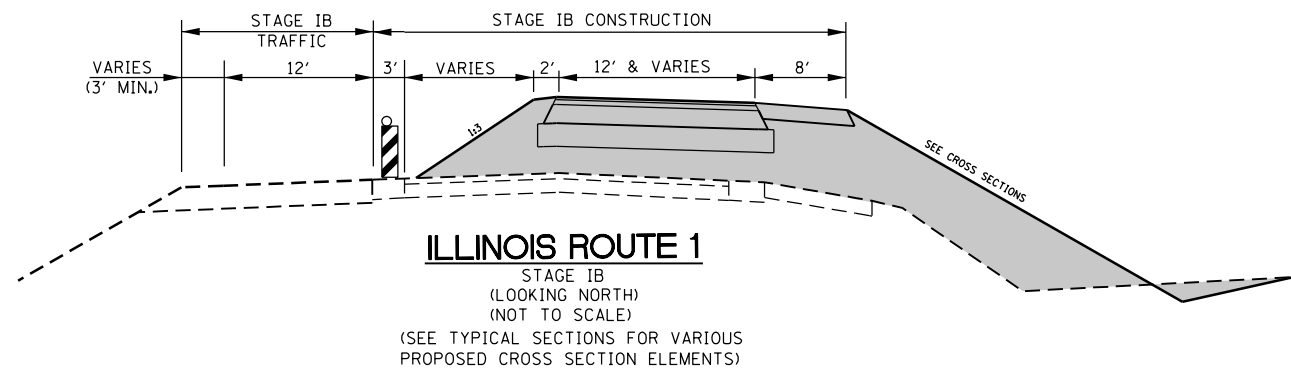 STAGE IB
TRAFFIC
STAGE IB CONSTRUCTION
VARIES
(3' MIN.)
12'
3'
VARIES
2'
12' & VARIES
8'
1:3
SEE CROSS SECTIONS
ILLINOIS ROUTE 1
STAGE IB
(LOOKING NORTH)
(NOT TO SCALE)
(SEE TYPICAL SECTIONS FOR VARIOUS
PROPOSED CROSS SECTION ELEMENTS)